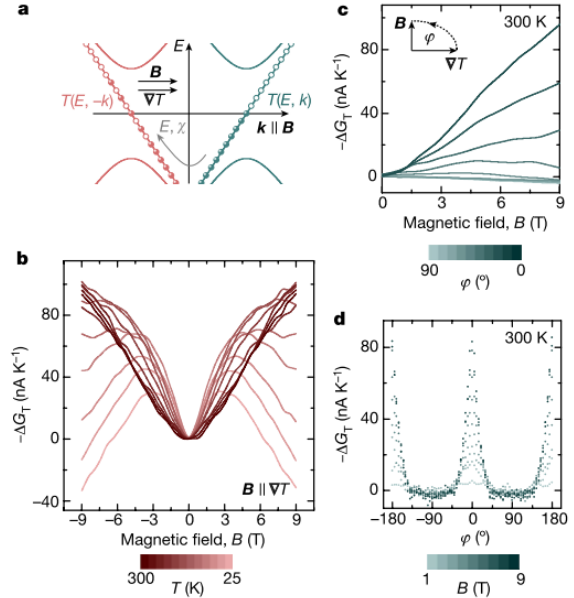 a
E
B
∇T
T(E, −k)
T(E, k)
E, χ
k ∥ B
b
−ΔG_T (nA K⁻¹)
80
40
0
−40
−9 −6 −3 0 3 6 9
B ∥ ∇T
Magnetic field, B (T)
300 25
T (K)
c
−ΔG_T (nA K⁻¹)
80
40
0
B
φ
∇T
300 K
0 3 6 9
Magnetic field, B (T)
90 0
φ (°)
d
−ΔG_T (nA K⁻¹)
80
40
0
300 K
−180 −90 0 90 180
φ (°)
1 9
B (T)